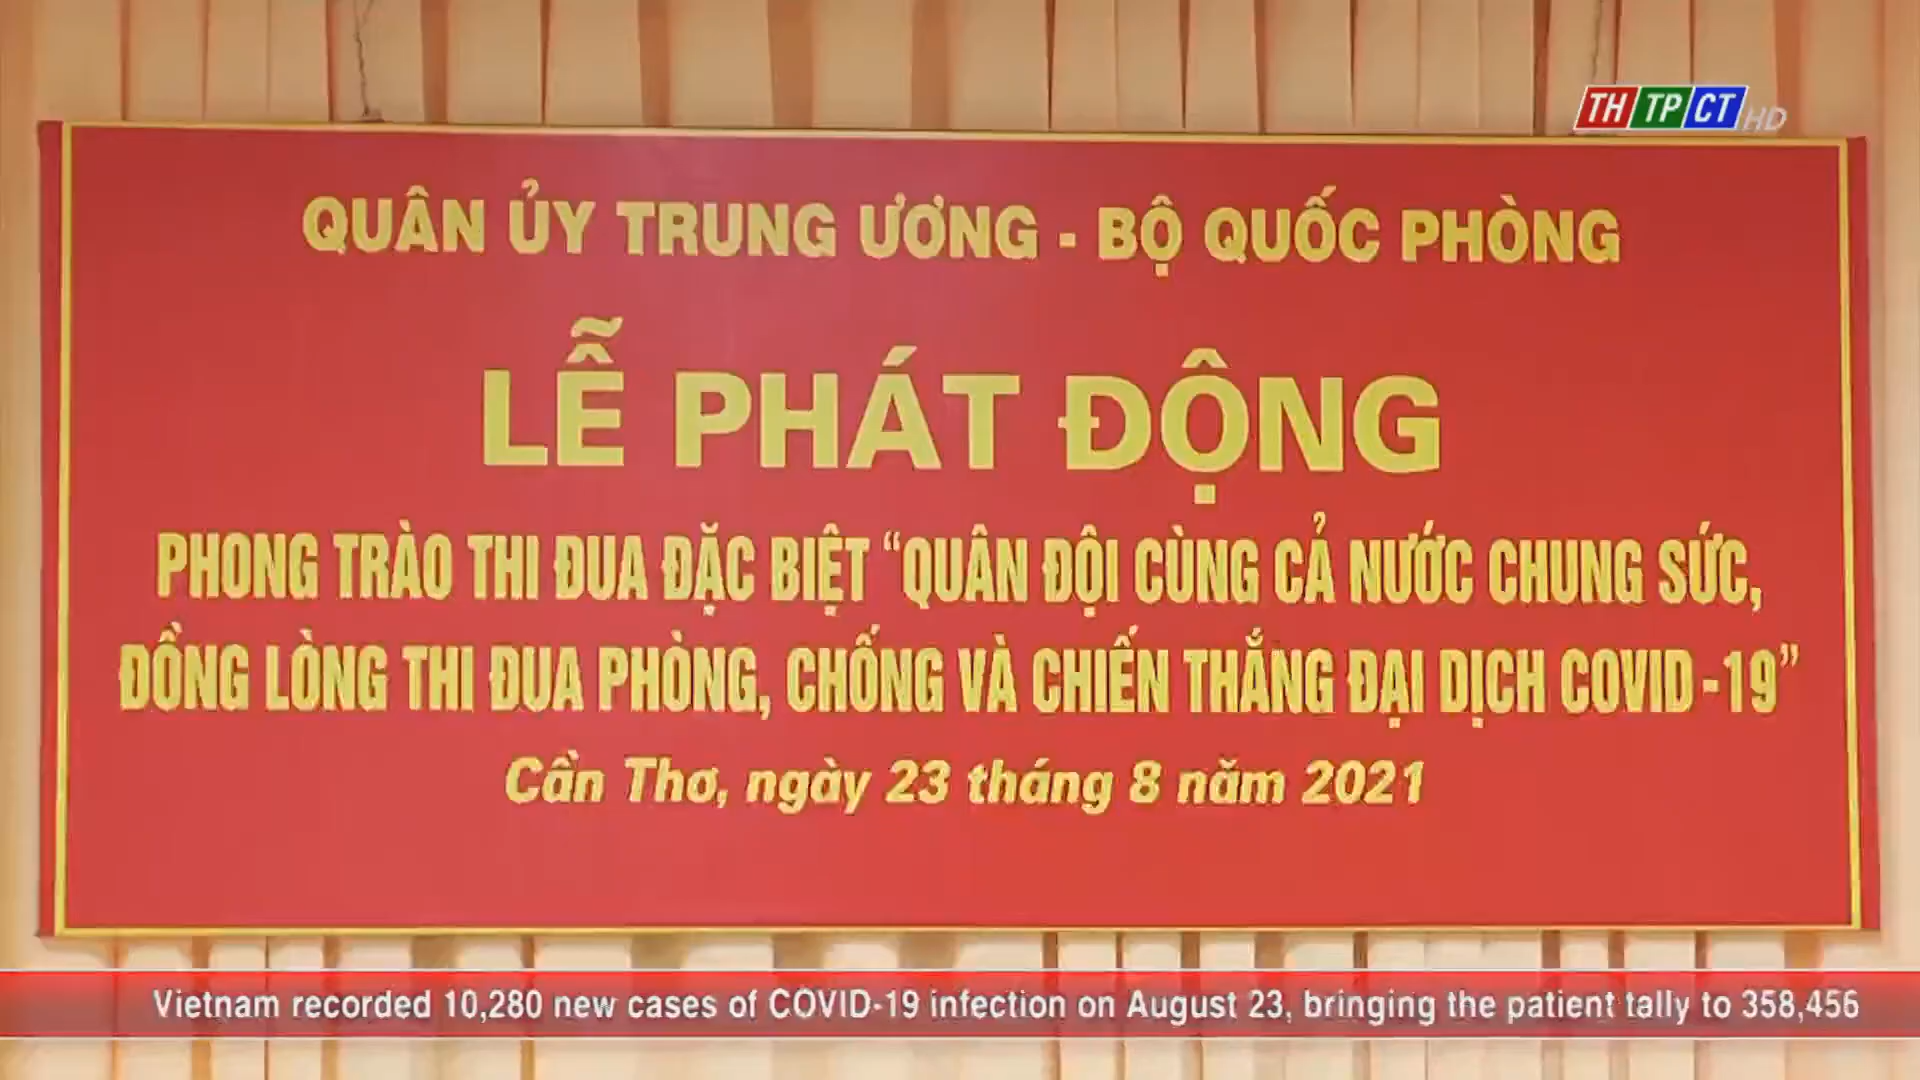 TH TP CT HD
QUÂN ỦY TRUNG ƯƠNG - BỘ QUỐC PHÒNG
LỄ PHÁT ĐỘNG
PHONG TRÀO THI ĐUA ĐẶC BIỆT “QUÂN ĐỘI CÙNG CẢ NƯỚC CHUNG SỨC,
ĐỒNG LÒNG THI ĐUA PHÒNG, CHỐNG VÀ CHIẾN THẮNG ĐẠI DỊCH COVID -19”
Cần Thơ, ngày 23 tháng 8 năm 2021
Vietnam recorded 10,280 new cases of COVID-19 infection on August 23, bringing the patient tally to 358,456